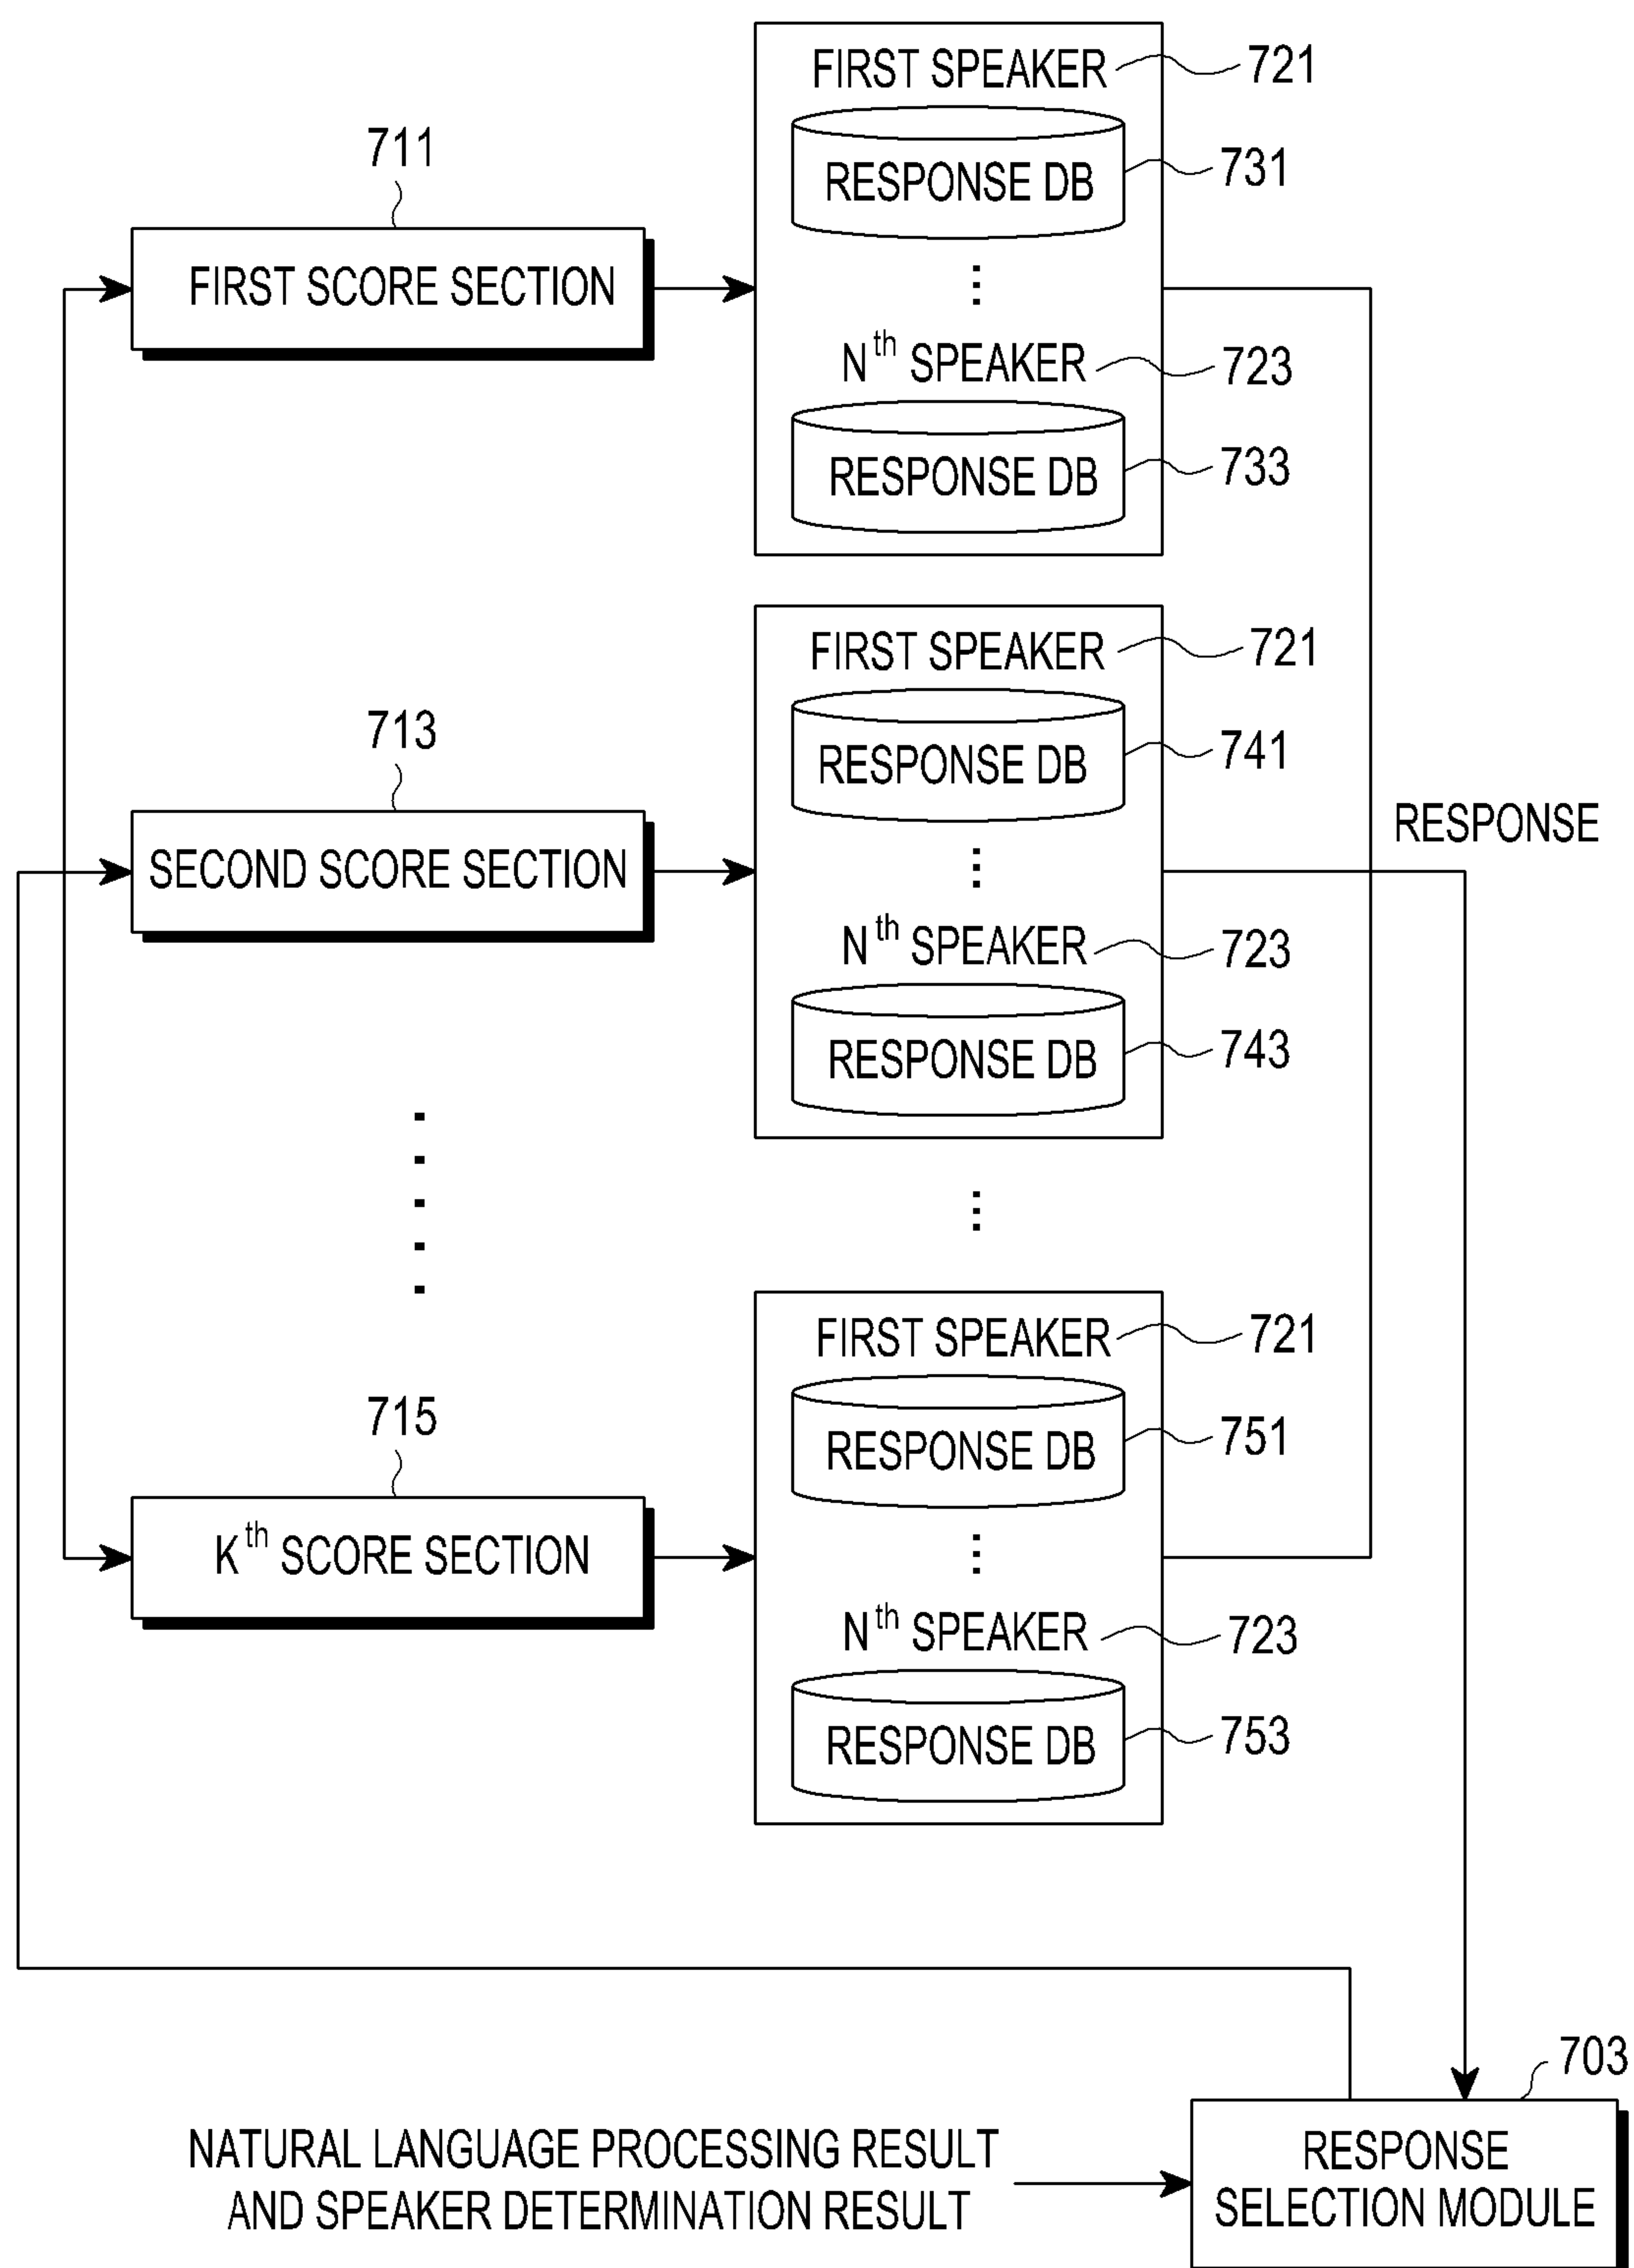 FIRST SPEAKER 721
711
RESPONSE DB 731
FIRST SCORE SECTION
Nth SPEAKER 723
RESPONSE DB 733
FIRST SPEAKER 721
713
RESPONSE DB 741
RESPONSE
SECOND SCORE SECTION
Nth SPEAKER 723
RESPONSE DB 743
FIRST SPEAKER 721
715
RESPONSE DB 751
Kth SCORE SECTION
Nth SPEAKER 723
RESPONSE DB 753
703
NATURAL LANGUAGE PROCESSING RESULT
AND SPEAKER DETERMINATION RESULT
RESPONSE
SELECTION MODULE